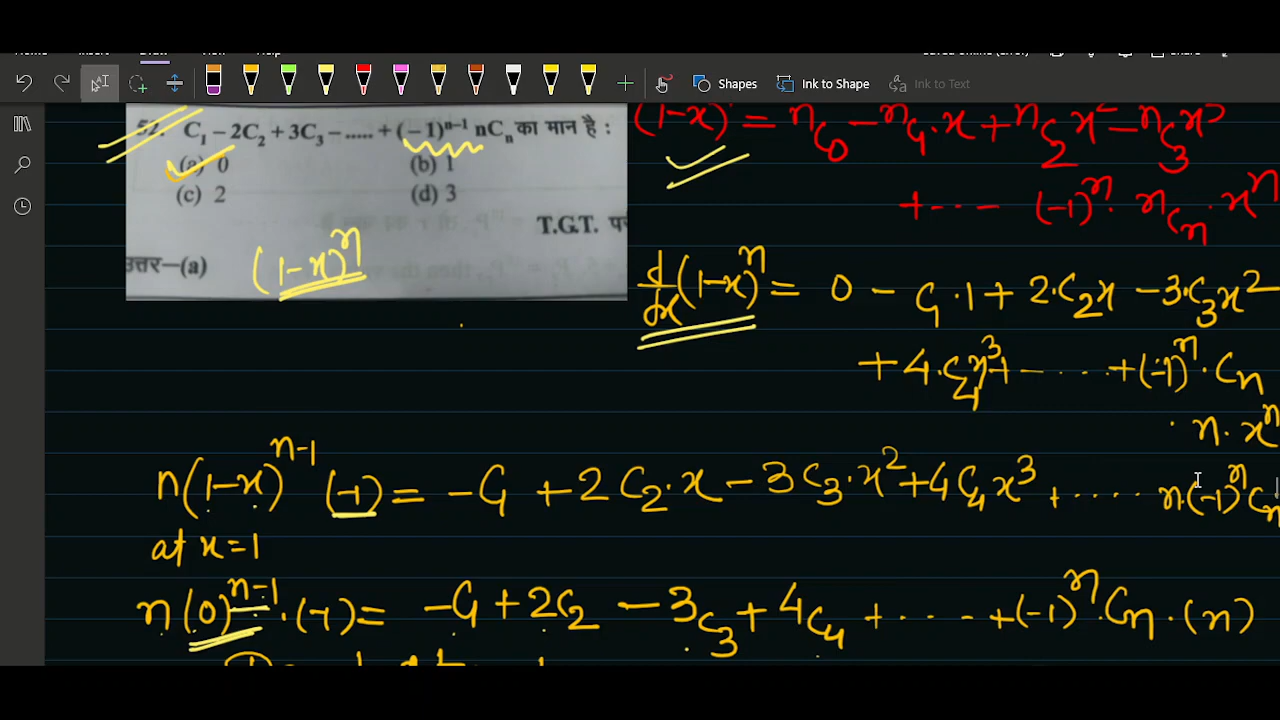 Shapes
Ink to Shape
Ink to Text
52. C₁ – 2C₂ + 3C₃ – ..... + (–1)ⁿ⁻¹ nCₙ का मान है :
(a) 0 (b) 1
(c) 2 (d) 3
T.G.T.
उत्तर–(a)
(1-x)ⁿ
(1-x)ⁿ = ⁿC₀ - ⁿC₁·x + ⁿC₂x² - ⁿC₃x³
+ ··· - (-1)ⁿ· ⁿCₙ·xⁿ
d/dx (1-x)ⁿ = 0 - C₁·1 + 2·C₂x - 3·C₃x²
+ 4·C₄x³ + ····· + (-1)ⁿ·Cₙ
· n·xⁿ
n(1-x)ⁿ⁻¹ (-1) = -C₁ + 2C₂·x - 3C₃·x² + 4C₄x³ + ····· n·(-1)ⁿCₙ
at x=1
n(0)ⁿ⁻¹·(-1) = -C₁ + 2C₂ - 3C₃ + 4C₄ + ····· + (-1)ⁿ·Cₙ·(n)